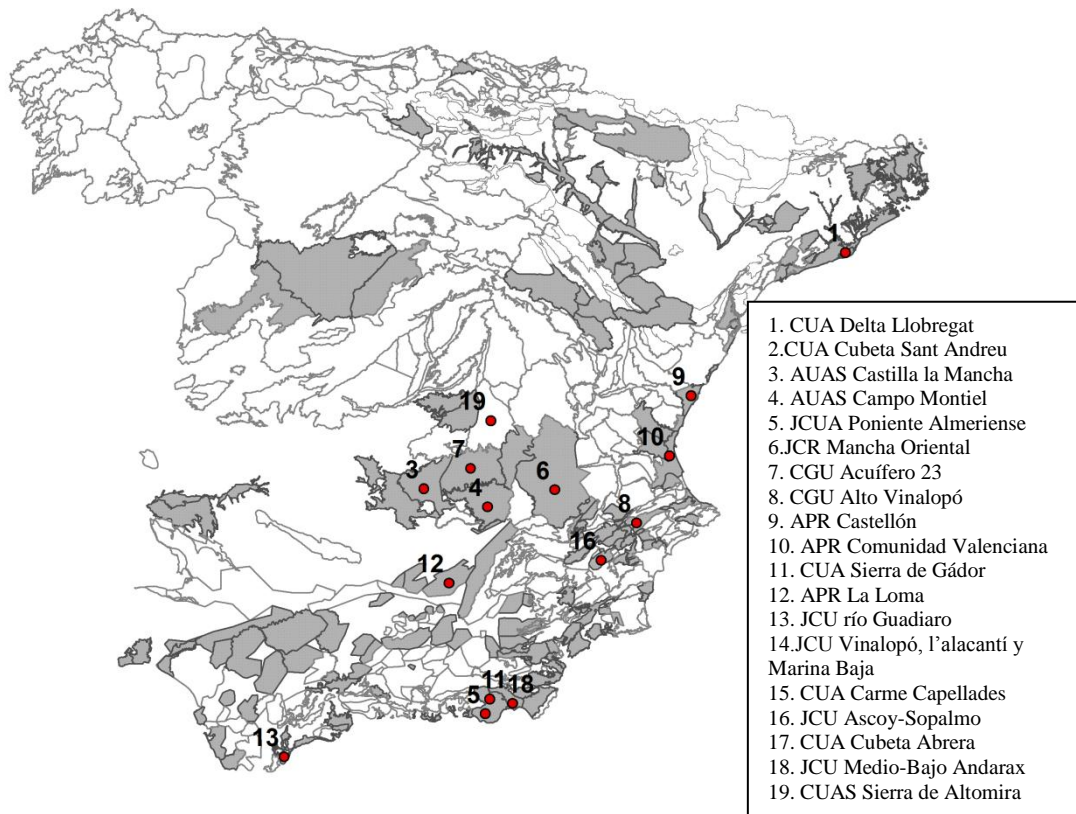 1
9
19
10
7
3
6
4
8
16
12
11
5
18
13
1. CUA Delta Llobregat
2.CUA Cubeta Sant Andreu
3. AUAS Castilla la Mancha
4. AUAS Campo Montiel
5. JCUA Poniente Almeriense
6.JCR Mancha Oriental
7. CGU Acuífero 23
8. CGU Alto Vinalopó
9. APR Castellón
10. APR Comunidad Valenciana
11. CUA Sierra de Gádor
12. APR La Loma
13. JCU río Guadiaro
14.JCU Vinalopó, l'alacantí y
Marina Baja
15. CUA Carme Capellades
16. JCU Ascoy-Sopalmo
17. CUA Cubeta Abrera
18. JCU Medio-Bajo Andarax
19. CUAS Sierra de Altomira